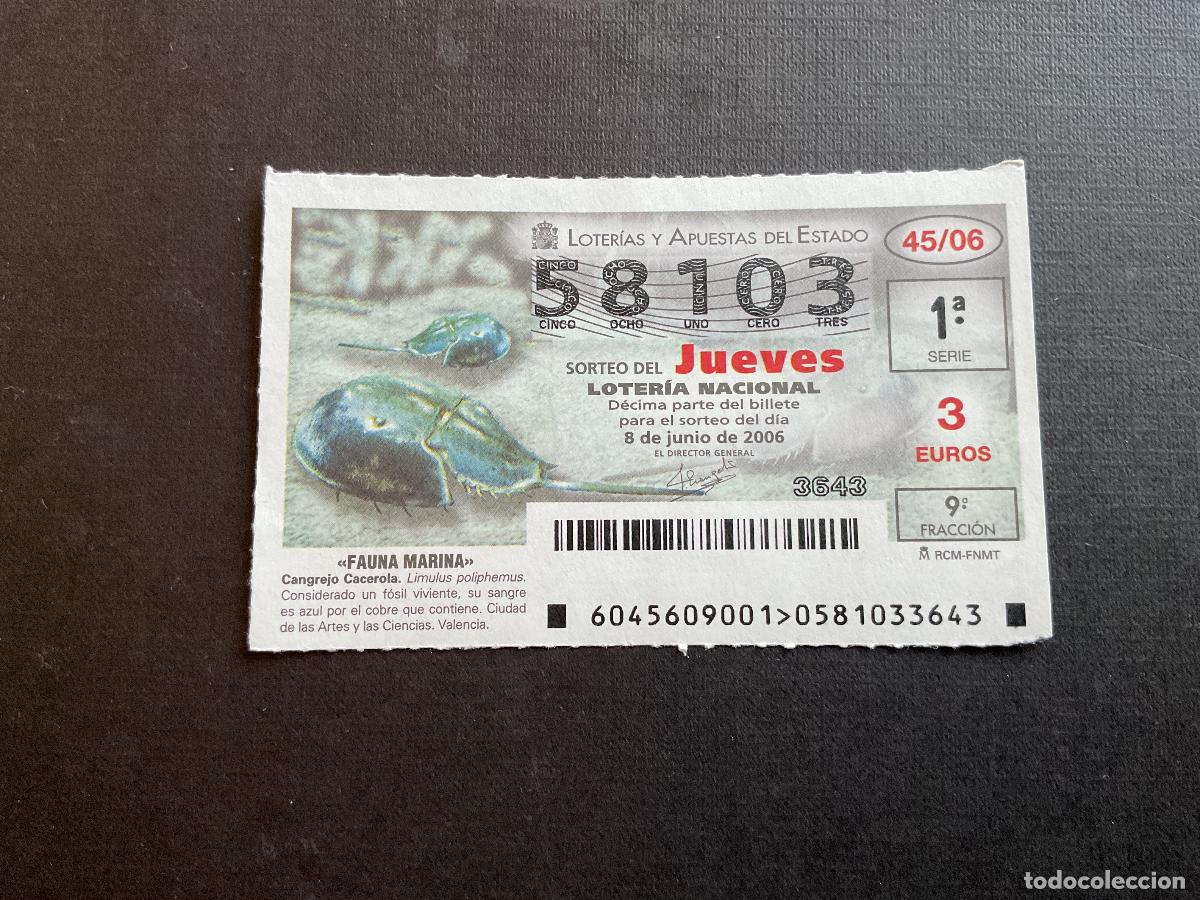 LOTERÍAS Y APUESTAS DEL ESTADO
45/06
58103
CINCO OCHO UNO CERO TRES
1ª
SERIE
SORTEO DEL Jueves
LOTERÍA NACIONAL
Décima parte del billete
para el sorteo del día
8 de junio de 2006
EL DIRECTOR GENERAL
3
EUROS
3643
9º
FRACCIÓN
RCM-FNMT
«FAUNA MARINA»
Cangrejo Cacerola. Limulus poliphemus.
Considerado un fósil viviente, su sangre
es azul por el cobre que contiene. Ciudad
de las Artes y las Ciencias. Valencia.
6045609001>0581033643
todocoleccion